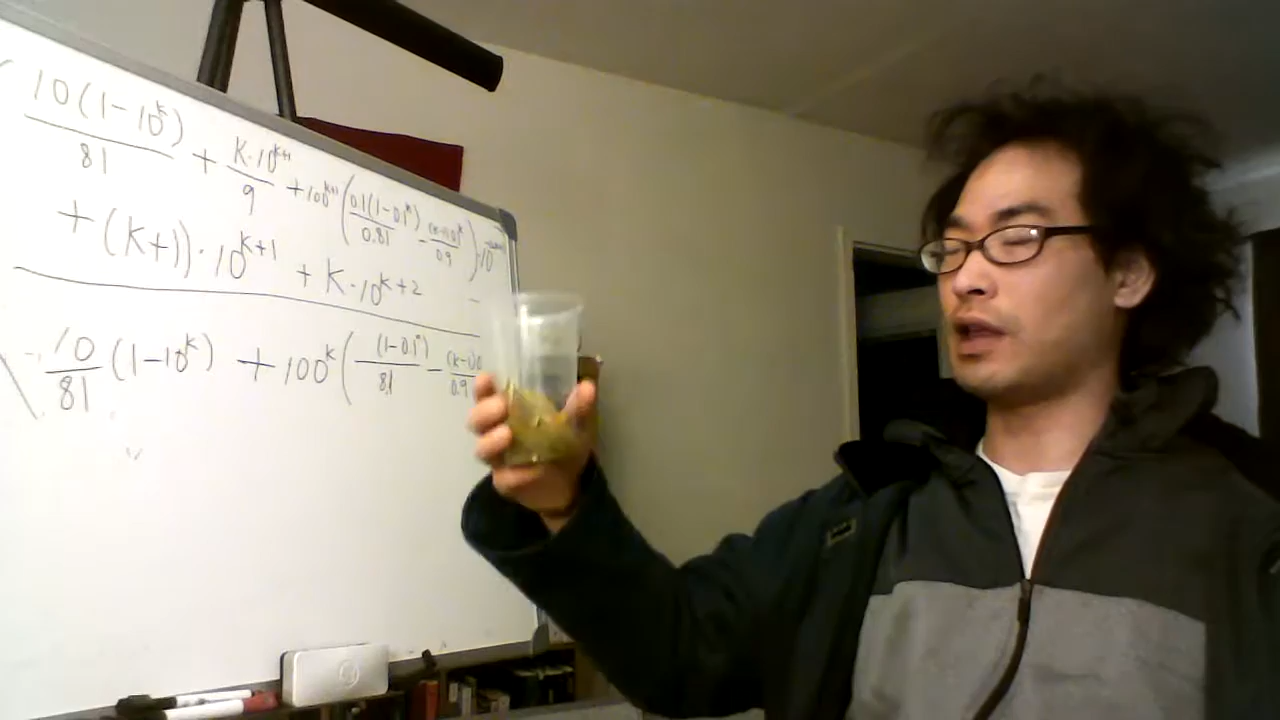 10(1-10^k)/81 + K·10^{k+1}/9 + 100^{k+1} (0.1(1-0.1^k)/0.81 -
+ (K+1)·10^{k+1} + K·10^{k+2} -
10/81 (1-10^k) + 100^k ( (1-0.1^k)/.81 - (k-1)0/0.9